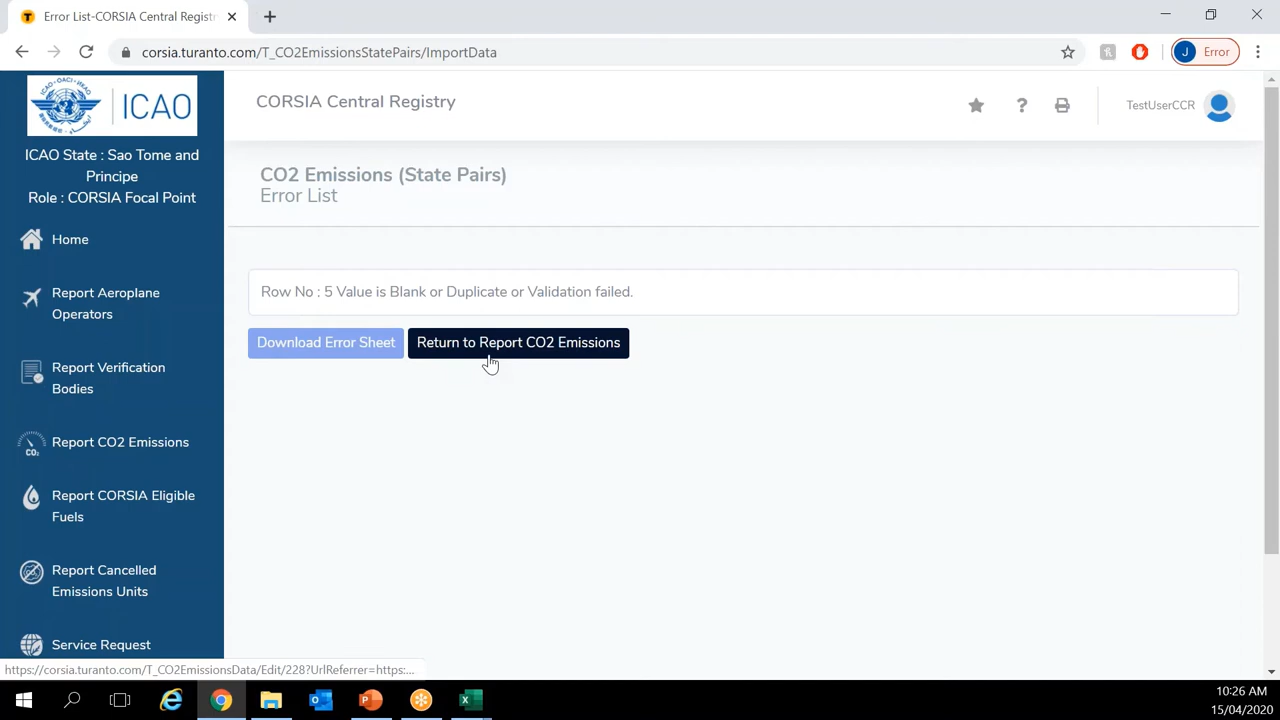 Error List-CORSIA Central Registr
corsia.turanto.com/T_CO2EmissionsStatePairs/ImportData
J Error
ICAO
CORSIA Central Registry
TestUserCCR
ICAO State : Sao Tome and
Principe
Role : CORSIA Focal Point
CO2 Emissions (State Pairs)
Error List
Home
Report Aeroplane
Operators
Row No : 5 Value is Blank or Duplicate or Validation failed.
Download Error Sheet
Return to Report CO2 Emissions
Report Verification
Bodies
CO₂
Report CO2 Emissions
Report CORSIA Eligible
Fuels
Report Cancelled
Emissions Units
Service Request
https://corsia.turanto.com/T_CO2EmissionsData/Edit/228?UrlReferrer=https:...
10:26 AM
15/04/2020